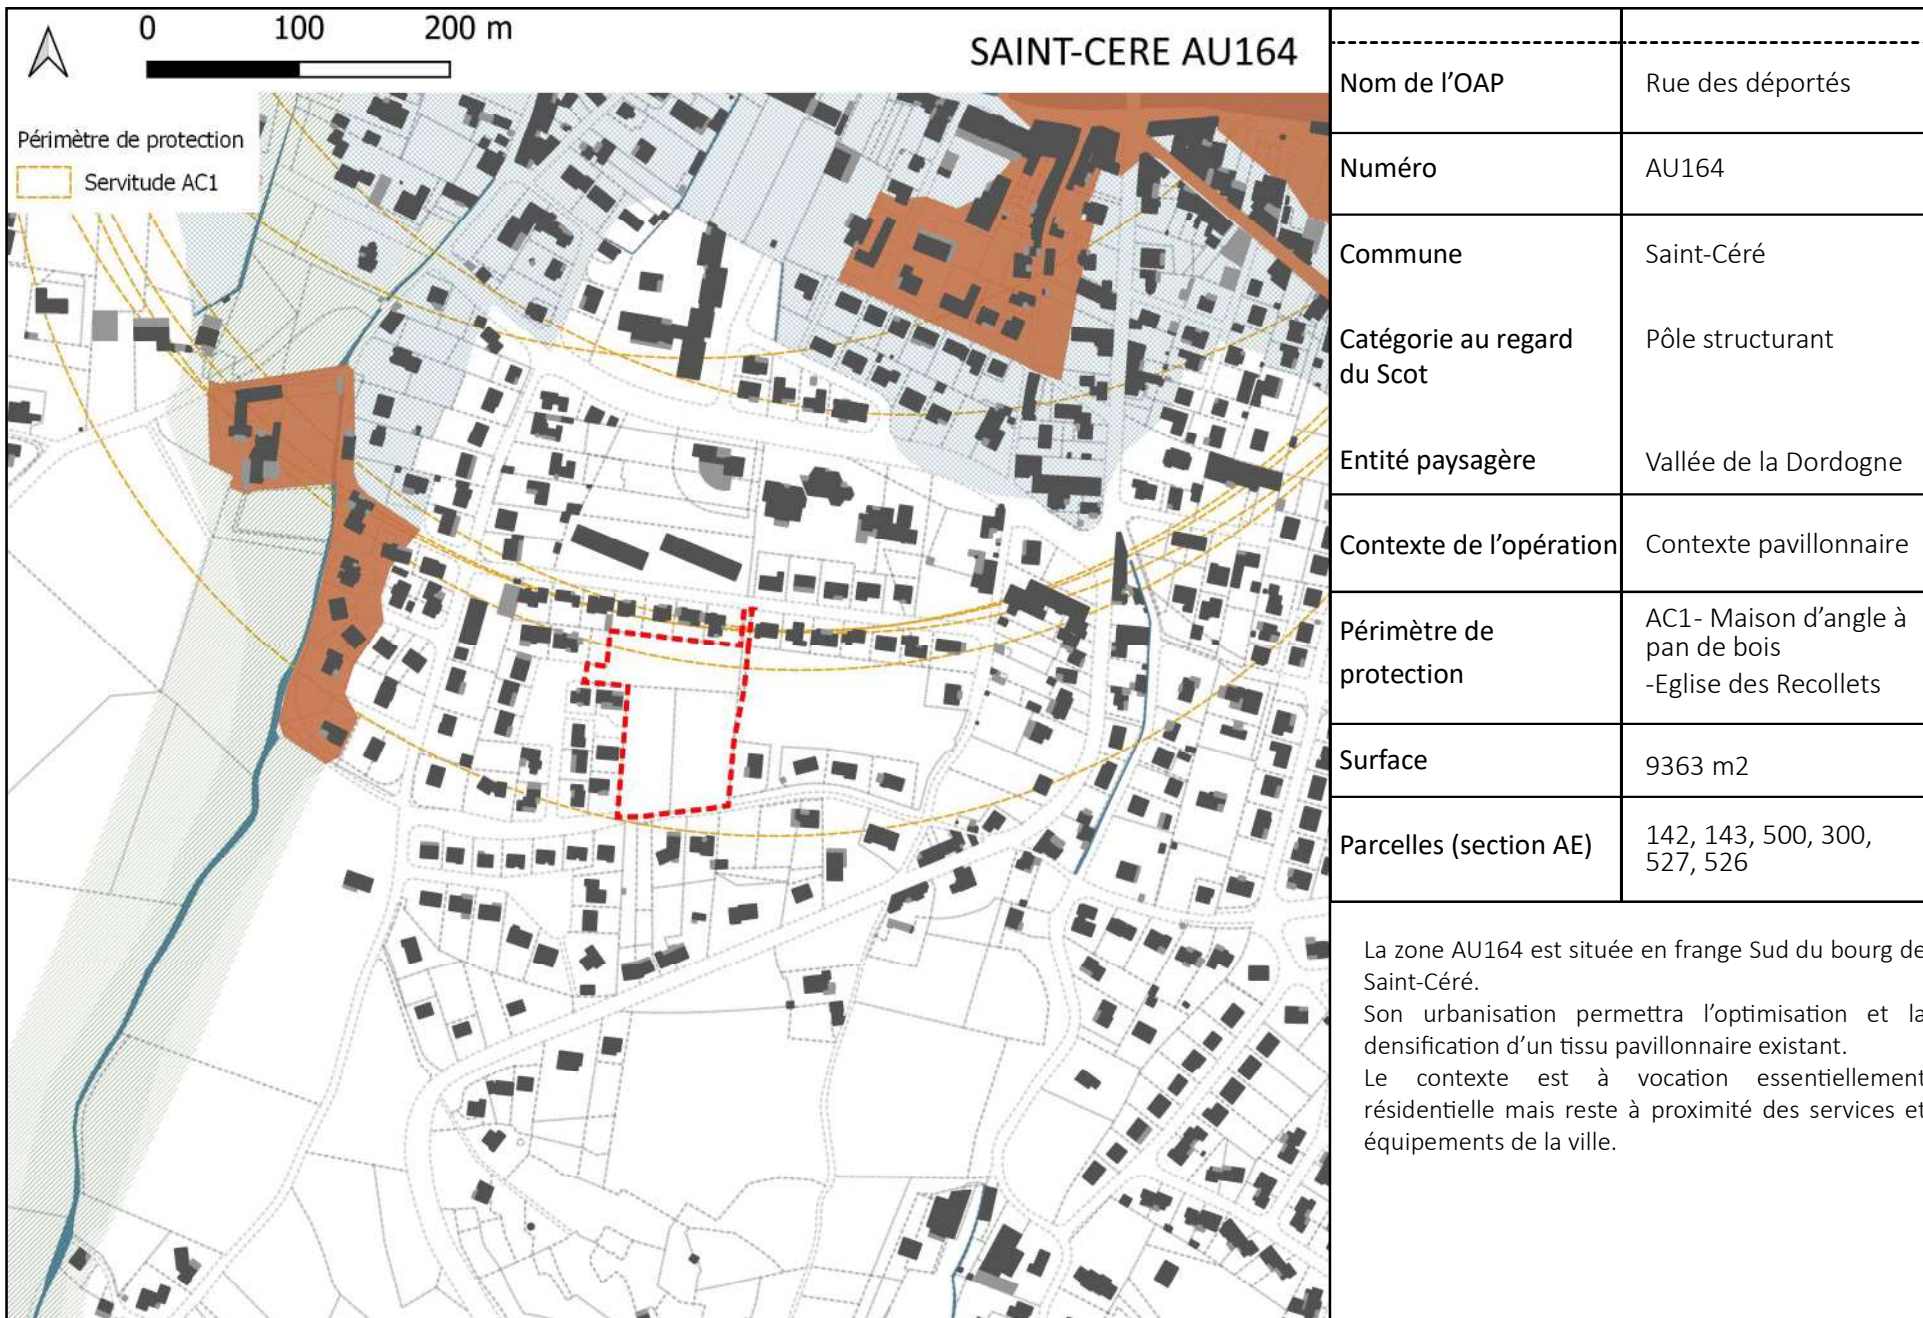 0 100 200 m
SAINT-CERE AU164
Périmètre de protection
Servitude AC1
Nom de l'OAP
Rue des déportés
Numéro
AU164
Commune
Saint-Céré
Catégorie au regard
du Scot
Pôle structurant
Entité paysagère
Vallée de la Dordogne
Contexte de l'opération
Contexte pavillonnaire
Périmètre de
protection
AC1- Maison d'angle à
pan de bois
-Eglise des Recollets
Surface
9363 m2
Parcelles (section AE)
142, 143, 500, 300,
527, 526
La zone AU164 est située en frange Sud du bourg de
Saint-Céré.
Son urbanisation permettra l'optimisation et la
densification d'un tissu pavillonnaire existant.
Le contexte est à vocation essentiellement
résidentielle mais reste à proximité des services et
équipements de la ville.